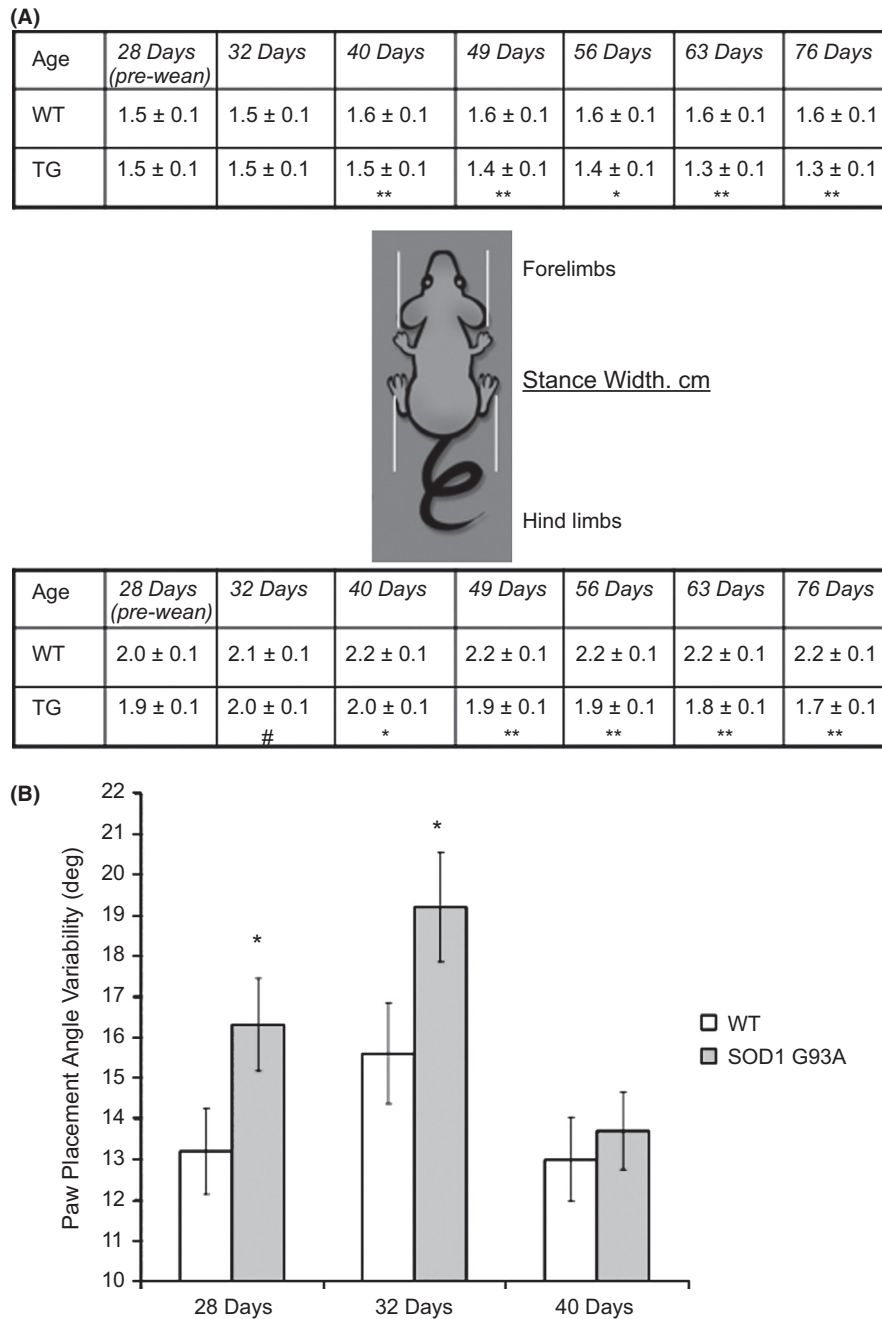 (A)
Age 28 Days (pre-wean) 32 Days 40 Days 49 Days 56 Days 63 Days 76 Days
WT 1.5 ± 0.1 1.5 ± 0.1 1.6 ± 0.1 1.6 ± 0.1 1.6 ± 0.1 1.6 ± 0.1 1.6 ± 0.1
TG 1.5 ± 0.1 1.5 ± 0.1 1.5 ± 0.1 1.4 ± 0.1 1.4 ± 0.1 1.3 ± 0.1 1.3 ± 0.1
** ** * ** **
Forelimbs
Stance Width. cm
Hind limbs
Age 28 Days (pre-wean) 32 Days 40 Days 49 Days 56 Days 63 Days 76 Days
WT 2.0 ± 0.1 2.1 ± 0.1 2.2 ± 0.1 2.2 ± 0.1 2.2 ± 0.1 2.2 ± 0.1 2.2 ± 0.1
TG 1.9 ± 0.1 2.0 ± 0.1 2.0 ± 0.1 1.9 ± 0.1 1.9 ± 0.1 1.8 ± 0.1 1.7 ± 0.1
# * ** ** ** **
(B)
Paw Placement Angle Variability (deg)
22
21
20
19
18
17
16
15
14
13
12
11
10
*
*
WT
SOD1 G93A
28 Days 32 Days 40 Days